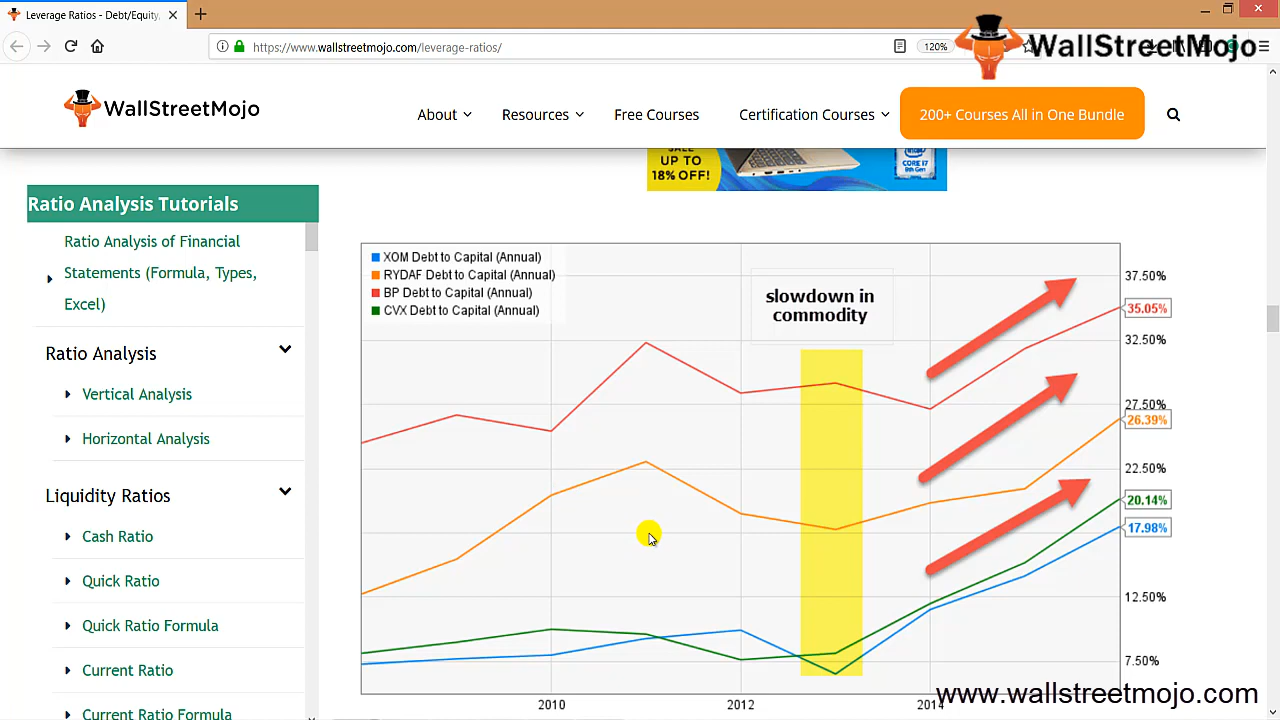 Leverage Ratios - Debt/Equity,
https://www.wallstreetmojo.com/leverage-ratios/
120%
WallStreetMojo
WallStreetMojo
About
Resources
Free Courses
Certification Courses
200+ Courses All in One Bundle
SALE
UP TO
18% OFF!
CORE i7
8th Gen
Ratio Analysis Tutorials
Ratio Analysis of Financial
Statements (Formula, Types,
Excel)
Ratio Analysis
Vertical Analysis
Horizontal Analysis
Liquidity Ratios
Cash Ratio
Quick Ratio
Quick Ratio Formula
Current Ratio
Current Ratio Formula
XOM Debt to Capital (Annual)
RYDAF Debt to Capital (Annual)
BP Debt to Capital (Annual)
CVX Debt to Capital (Annual)
slowdown in
commodity
37.50%
35.05%
32.50%
27.50%
26.39%
22.50%
20.14%
17.98%
12.50%
7.50%
2010
2012
2014
www.wallstreetmojo.com